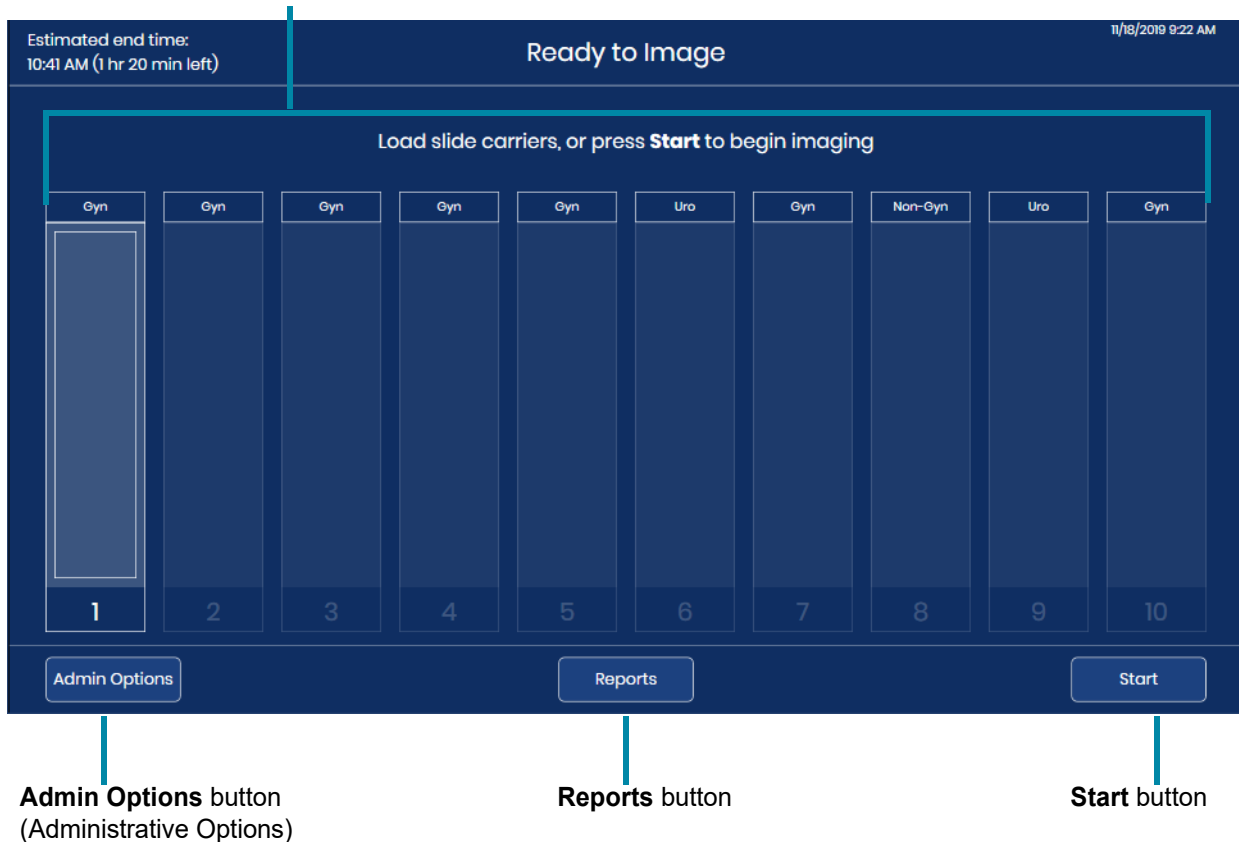 Estimated end time:
10:41 AM (1 hr 20 min left)
Ready to Image
11/18/2019 9:22 AM
Load slide carriers, or press Start to begin imaging
Gyn Gyn Gyn Gyn Gyn Uro Gyn Non-Gyn Uro Gyn
1 2 3 4 5 6 7 8 9 10
Admin Options Reports Start
Admin Options button Reports button Start button
(Administrative Options)